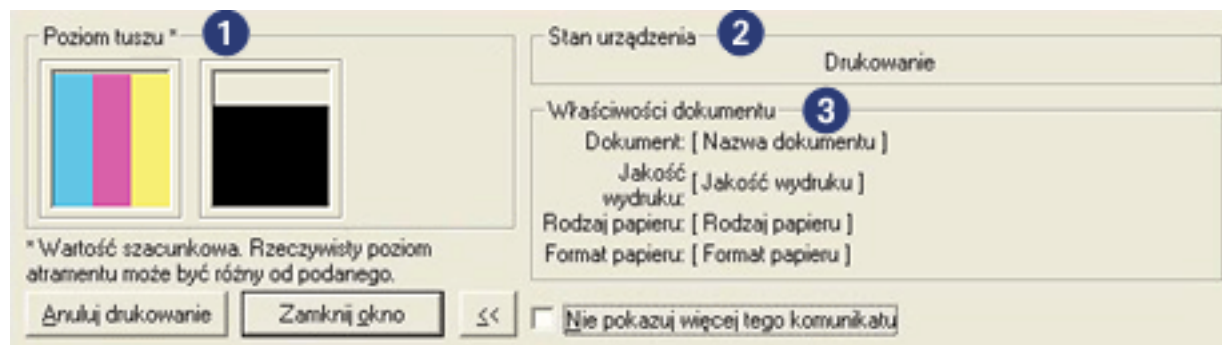 Poziom tuszu *
1
* Wartość szacunkowa. Rzeczywisty poziom
atramentu może być różny od podanego.
Anuluj drukowanie
Zamknij okno
<<
Stan urządzenia
2
Drukowanie
Właściwości dokumentu
3
Dokument: [ Nazwa dokumentu ]
Jakość
wydruku: [ Jakość wydruku ]
Rodzaj papieru: [ Rodzaj papieru ]
Format papieru: [ Format papieru ]
Nie pokazuj więcej tego komunikatu